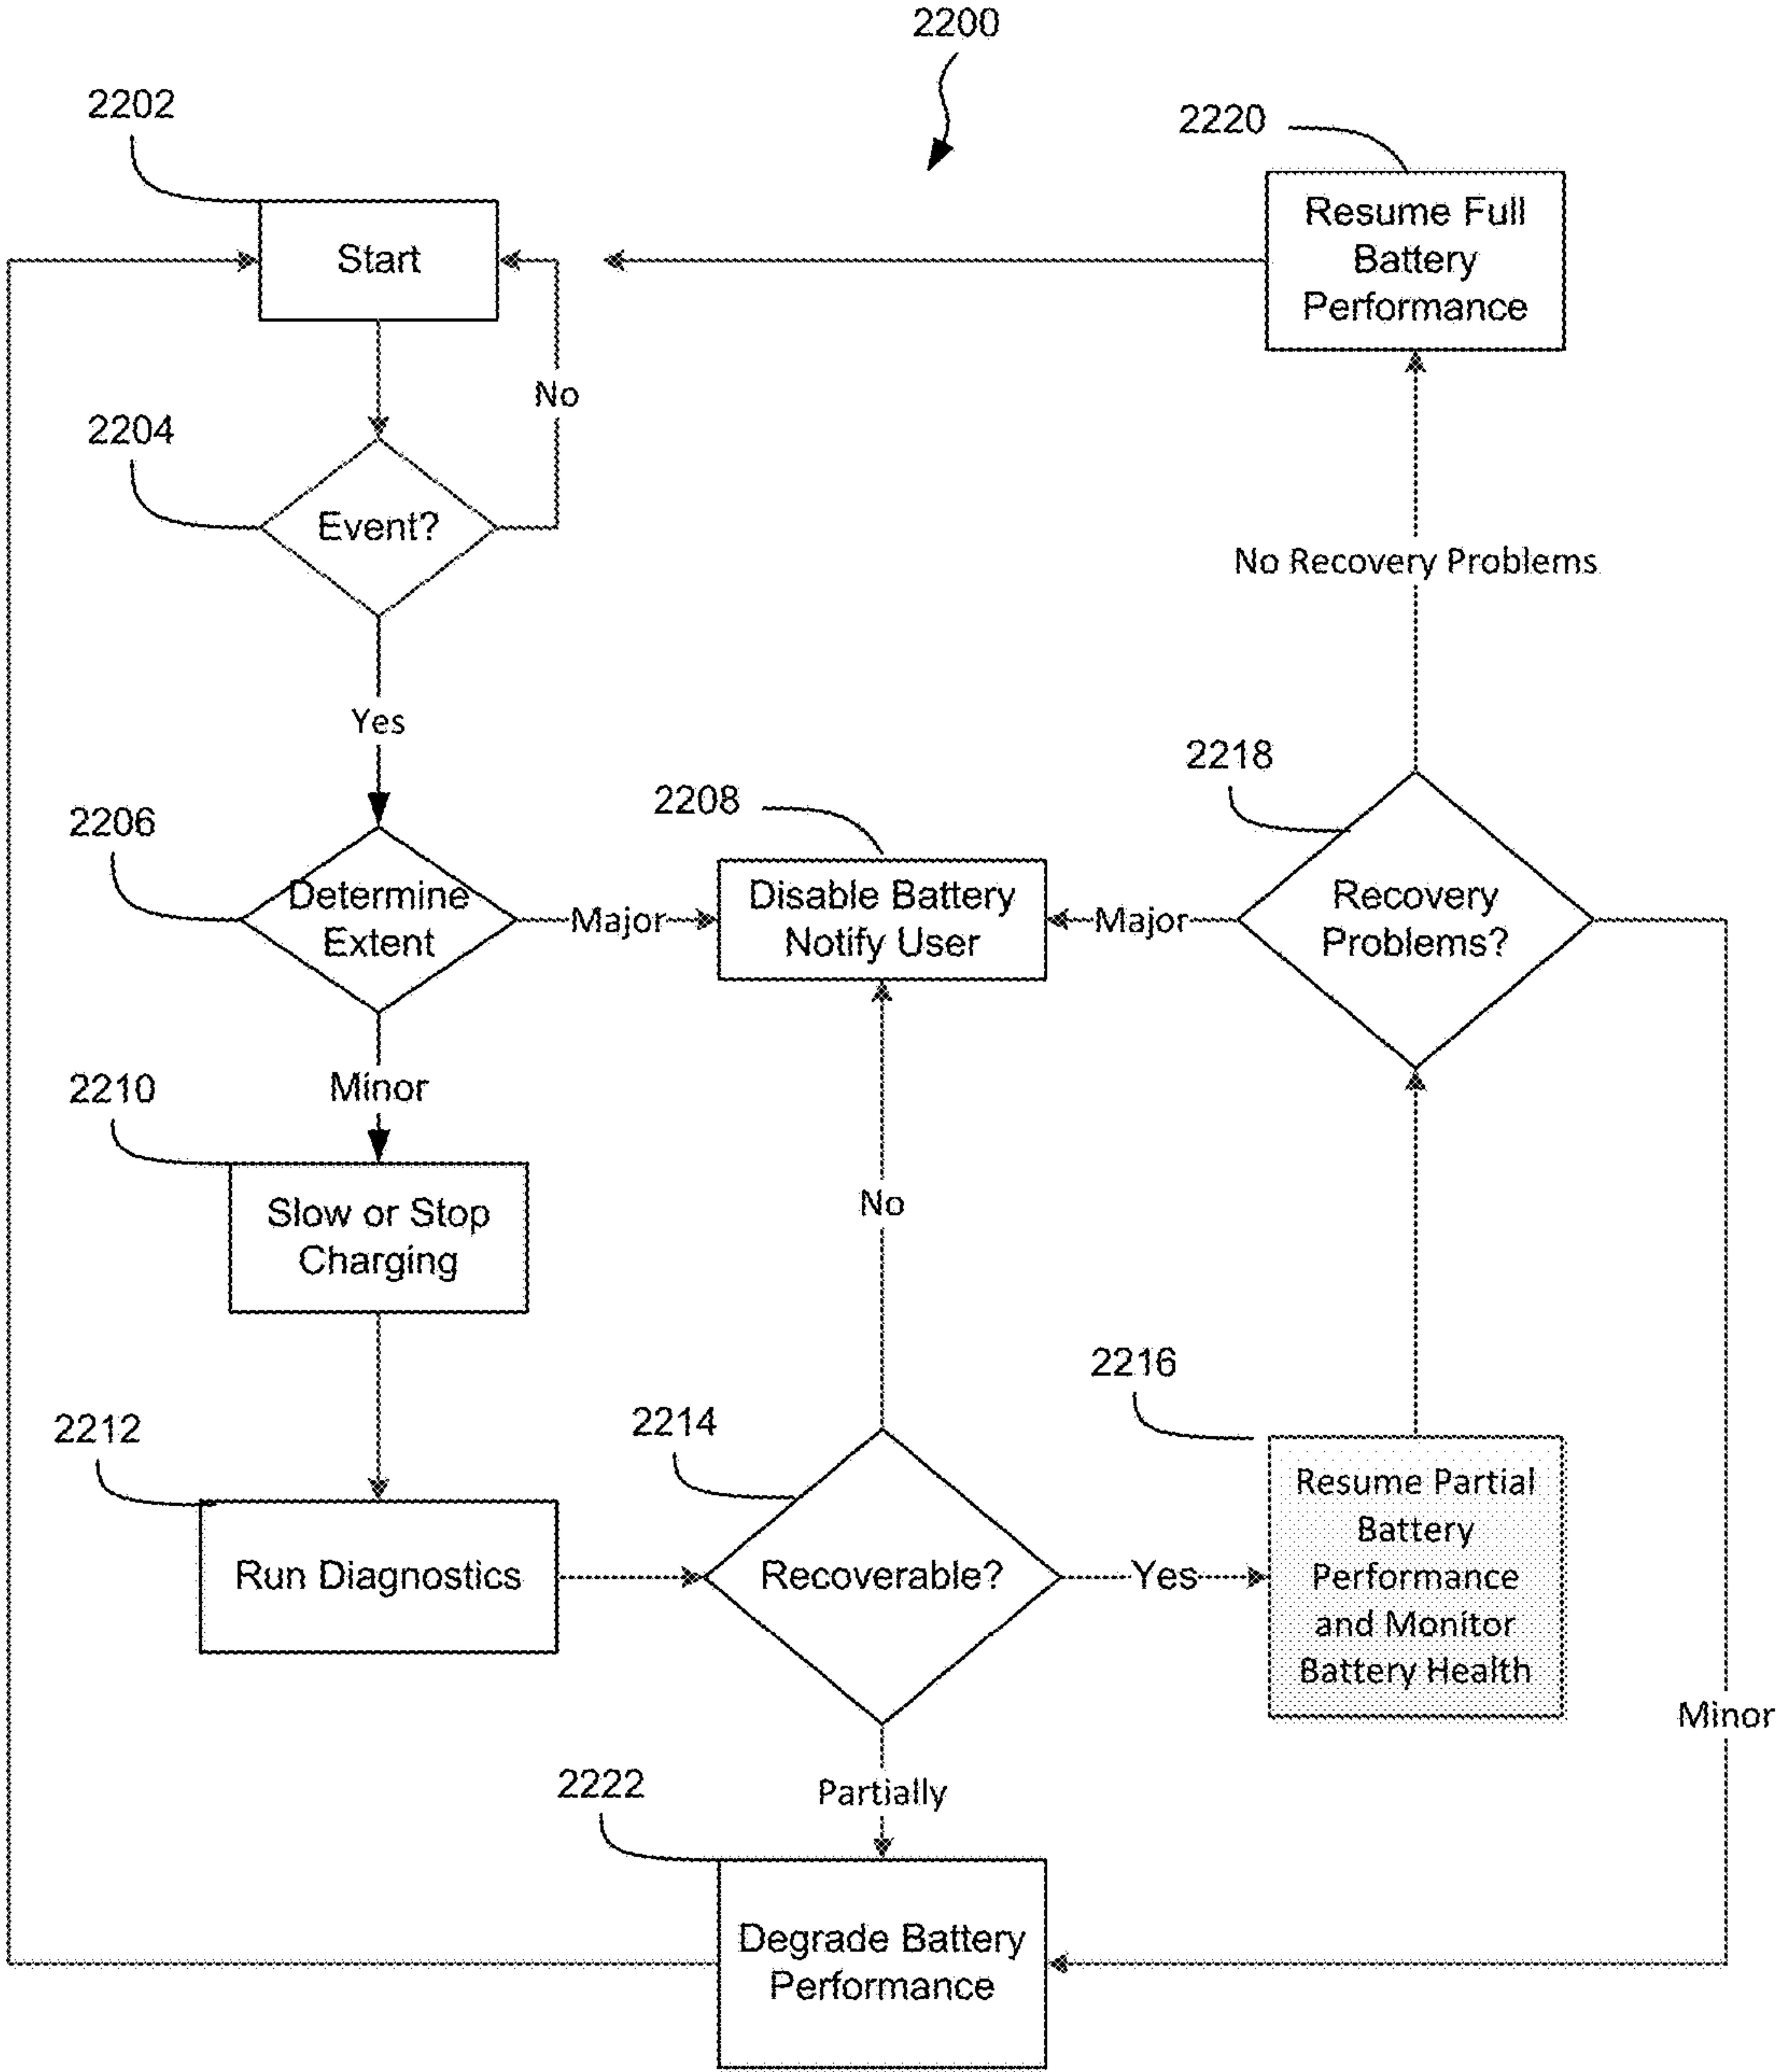 2200
2202
2220
Start
Resume Full
Battery
Performance
No
2204
Event?
No Recovery Problems
Yes
2218
2208
2206
Determine
Extent
Major
Disable Battery
Notify User
Major
Recovery
Problems?
Minor
2210
Slow or Stop
Charging
No
2216
2212
2214
Resume Partial
Battery
Performance
and Monitor
Battery Health
Run Diagnostics
Recoverable?
Yes
Minor
2222
Partially
Degrade Battery
Performance